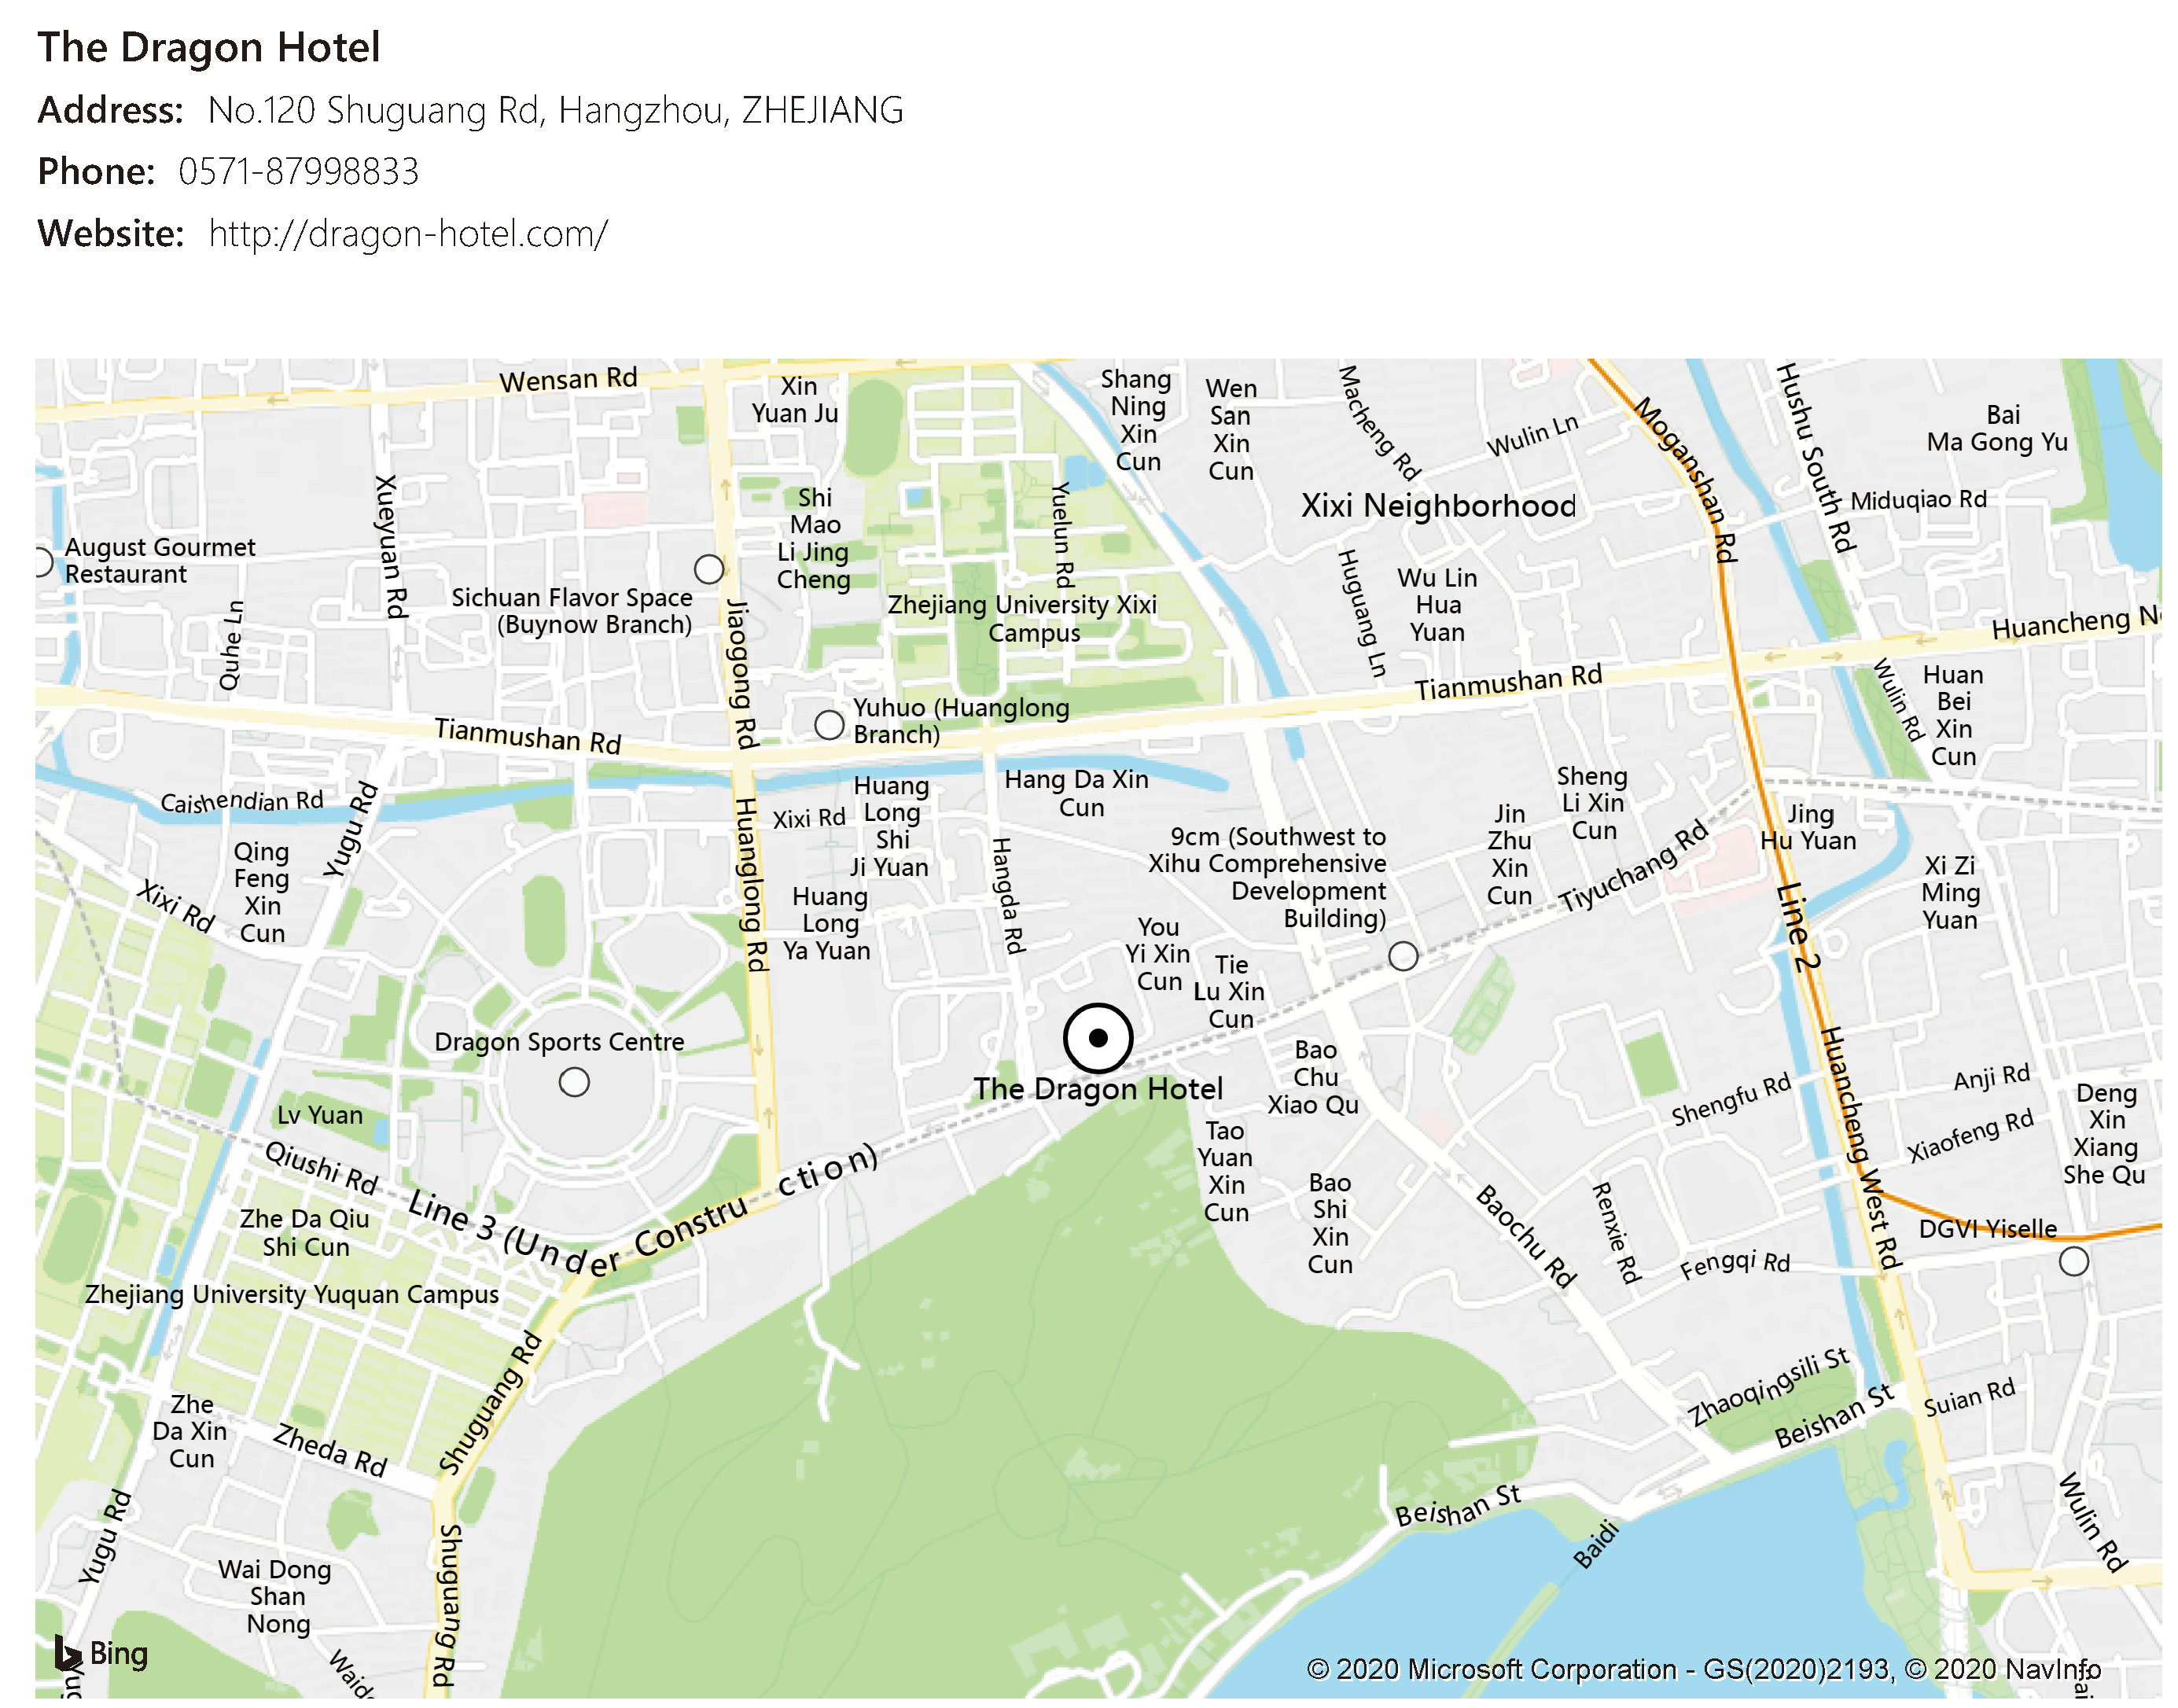 The Dragon Hotel
Address: No.120 Shuguang Rd, Hangzhou, ZHEJIANG
Phone: 0571-87998833
Website: http://dragon-hotel.com/
Wensan Rd
Xin
Yuan Ju
Shang
Ning
Xin
Cun
Wen
San
Xin
Cun
Macheng Rd
Wulin Ln
Moganshan Rd
Hushu South Rd
Bai
Ma Gong Yu
Xueyuan Rd
Shi
Mao
Li Jing
Cheng
Yuelun Rd
Xixi Neighborhood
Miduqiao Rd
August Gourmet
Restaurant
Sichuan Flavor Space
(Buynow Branch)
Quhe Ln
Jiaogong Rd
Zhejiang University Xixi
Campus
Huguang Ln
Wu Lin
Hua
Yuan
Huancheng N
Tianmushan Rd
Tianmushan Rd
Yuhuo (Huanglong
Branch)
Wulin Rd
Huan
Bei
Xin
Cun
Caishendian Rd
Yugu Rd
Huanglong Rd
Xixi Rd
Huang
Long
Shi
Ji Yuan
Hang Da Xin
Cun
Sheng
Li Xin
Cun
Jin
Zhu
Xin
Cun
Jing
Hu Yuan
9cm (Southwest to
Xihu Comprehensive
Development
Building)
Tiyuchang Rd
Qing
Feng
Xin
Cun
Xixi Rd
Huang
Long
Ya Yuan
Hangda Rd
You
Yi Xin
Cun
Tie
Lu Xin
Cun
Line 2
Xi Zi
Ming
Yuan
Dragon Sports Centre
The Dragon Hotel
Bao
Chu
Xiao Qu
Shengfu Rd
Huancheng West Rd
Anji Rd
Xiaofeng Rd
Deng
Xin
Xiang
She Qu
Lv Yuan
Qiushi Rd
Line 3 (Under Constru ction)
Tao
Yuan
Xin
Cun
Bao
Shi
Xin
Cun
Baochu Rd
Renxie Rd
Fengqi Rd
DGVI Yiselle
Zhe Da Qiu
Shi Cun
Zhejiang University Yuquan Campus
Shuguang Rd
Zhe
Da Xin
Cun
Zheda Rd
Zhaoqingsili St
Beishan St
Suian Rd
Beishan St
Baidi
Wulin Rd
Yugu Rd
Shuguang Rd
Wai Dong
Shan
Nong
Bing
© 2020 Microsoft Corporation - GS(2020)2193, © 2020 NavInfo